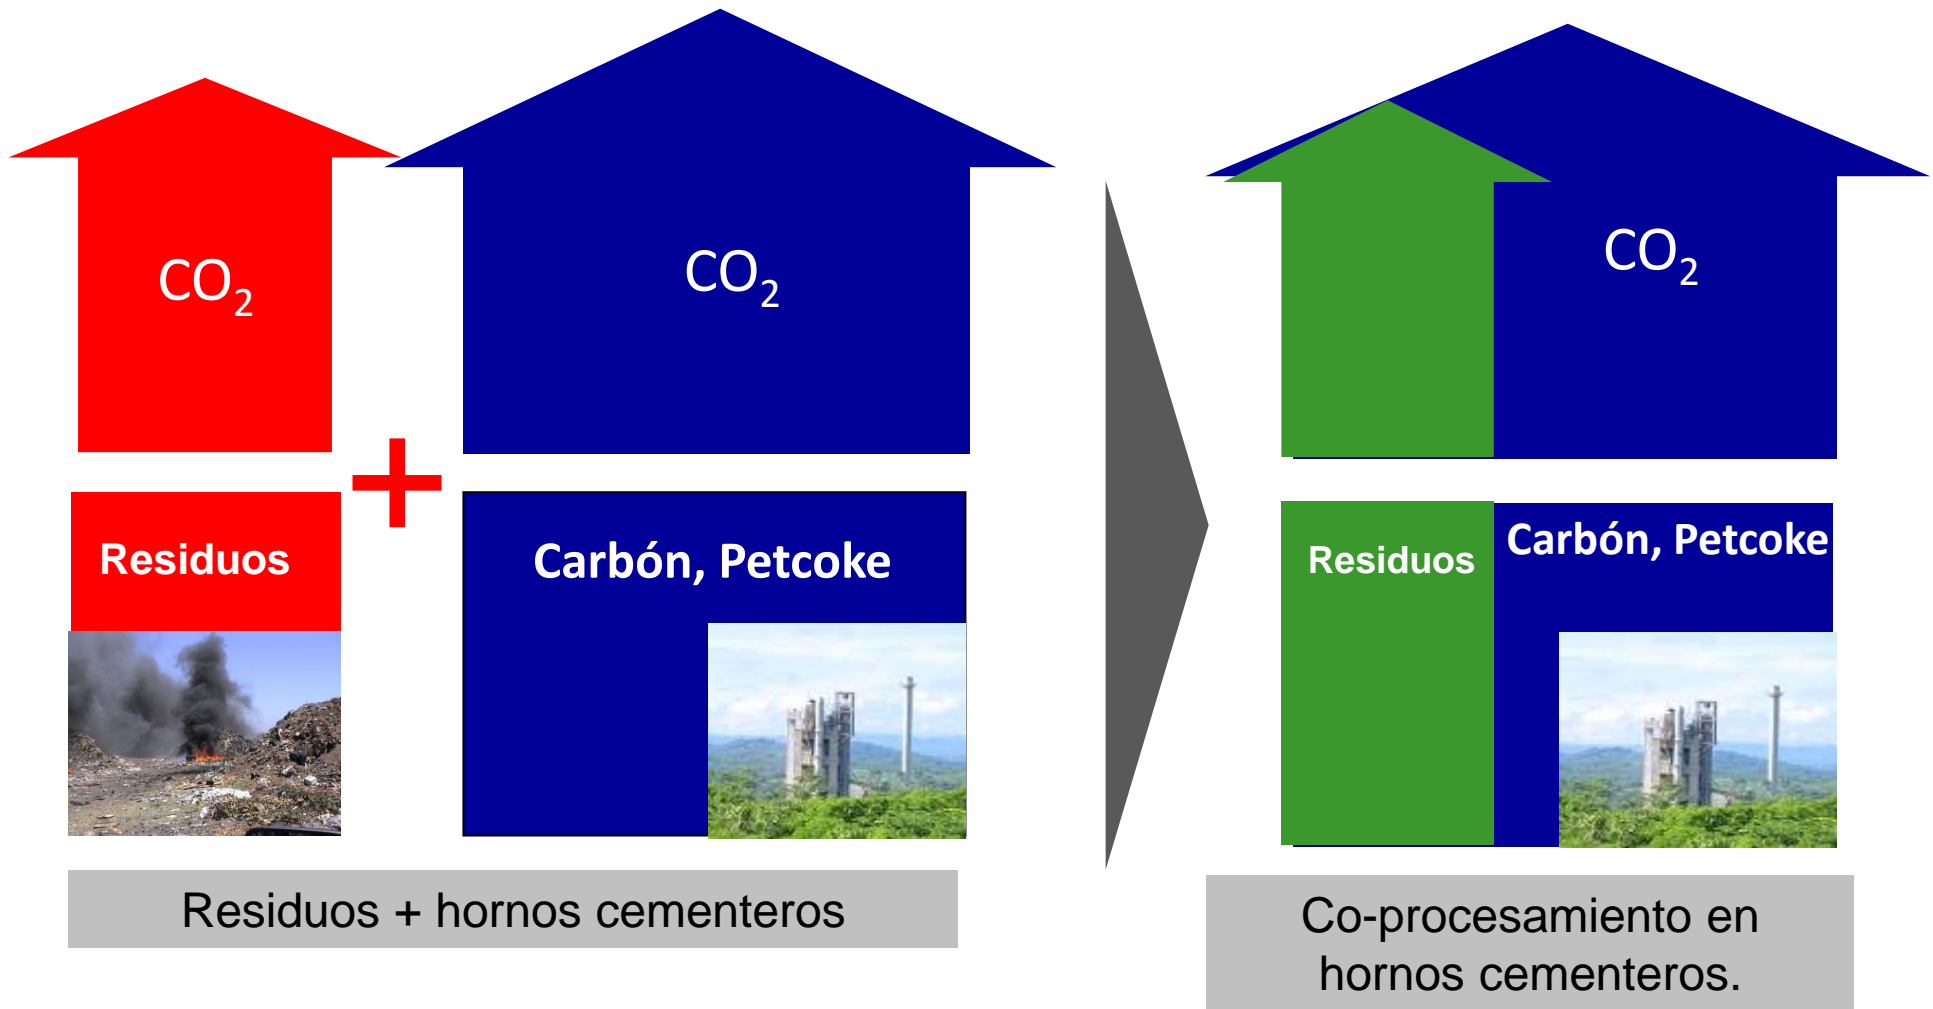 CO₂
CO₂
CO₂
+
Residuos
Carbón, Petcoke
Residuos
Carbón, Petcoke
Residuos + hornos cementeros
Co-procesamiento en
hornos cementeros.